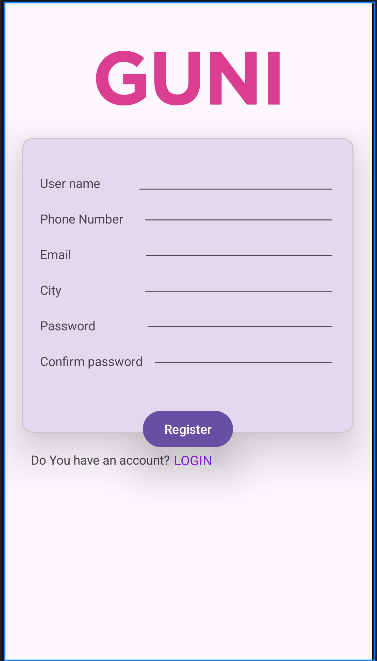 GUNI
User name
Phone Number
Email
City
Password
Confirm password
Register
Do You have an account? LOGIN